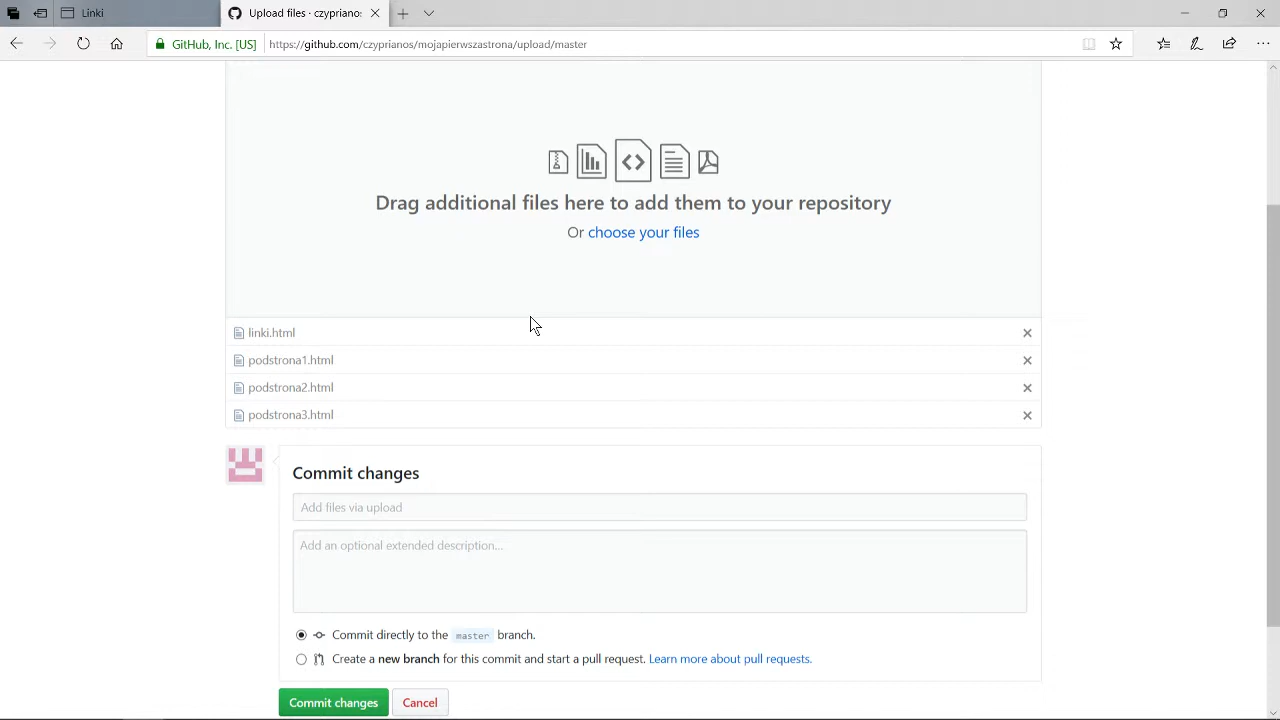 Linki
Upload files · czypriano
GitHub, Inc. [US]
https://github.com/czyprianos/mojapierwszastrona/upload/master
Drag additional files here to add them to your repository
Or choose your files
linki.html
podstrona1.html
podstrona2.html
podstrona3.html
Commit changes
Add files via upload
Add an optional extended description...
Commit directly to the master branch.
Create a new branch for this commit and start a pull request. Learn more about pull requests.
Commit changes
Cancel